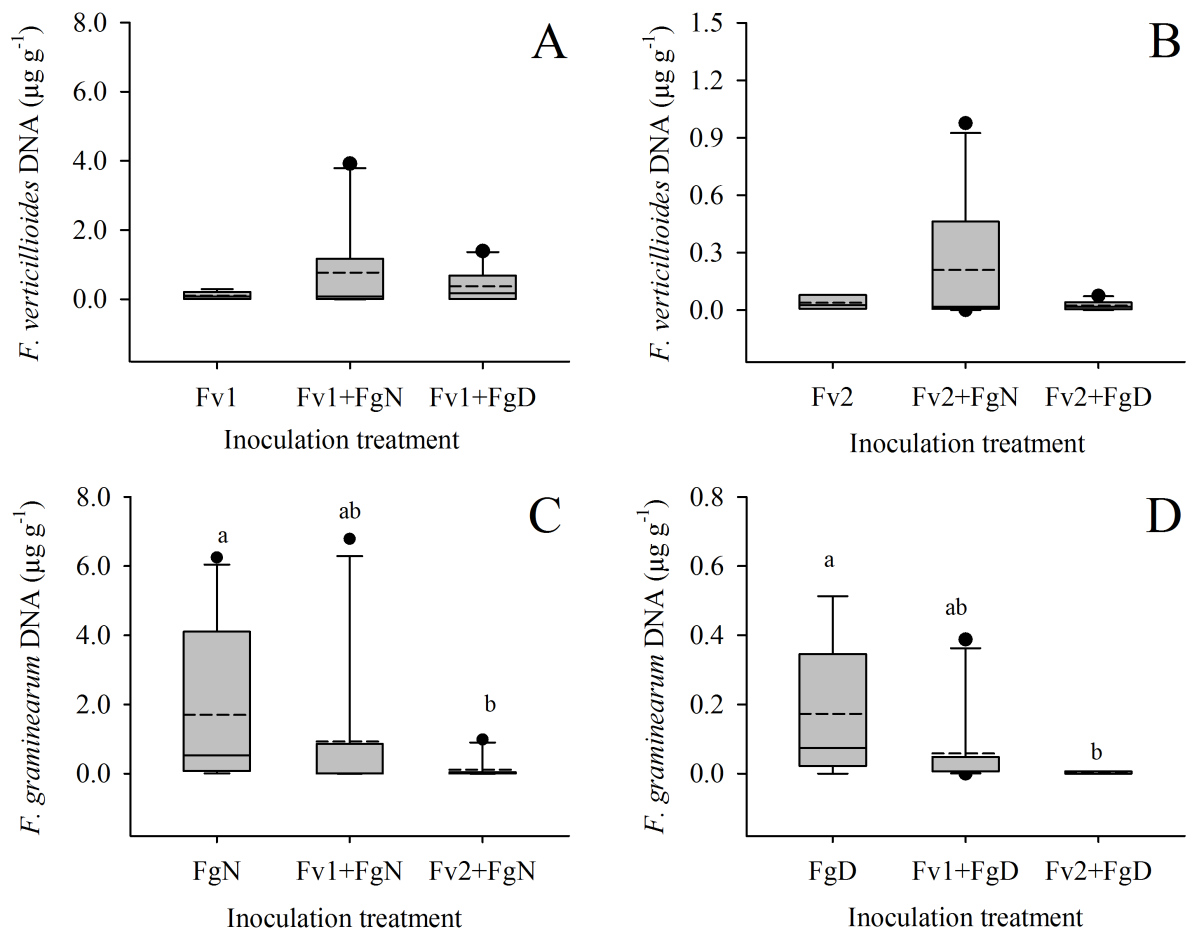 A
F. verticillioides DNA (µg g⁻¹)
8.0
6.0
4.0
2.0
0.0
Fv1 Fv1+FgN Fv1+FgD
Inoculation treatment
B
F. verticillioides DNA (µg g⁻¹)
1.5
1.2
0.9
0.6
0.3
0.0
Fv2 Fv2+FgN Fv2+FgD
Inoculation treatment
C
F. graminearum DNA (µg g⁻¹)
8.0
6.0
4.0
2.0
0.0
a
ab
b
FgN Fv1+FgN Fv2+FgN
Inoculation treatment
D
F. graminearum DNA (µg g⁻¹)
0.8
0.6
0.4
0.2
0.0
a
ab
b
FgD Fv1+FgD Fv2+FgD
Inoculation treatment